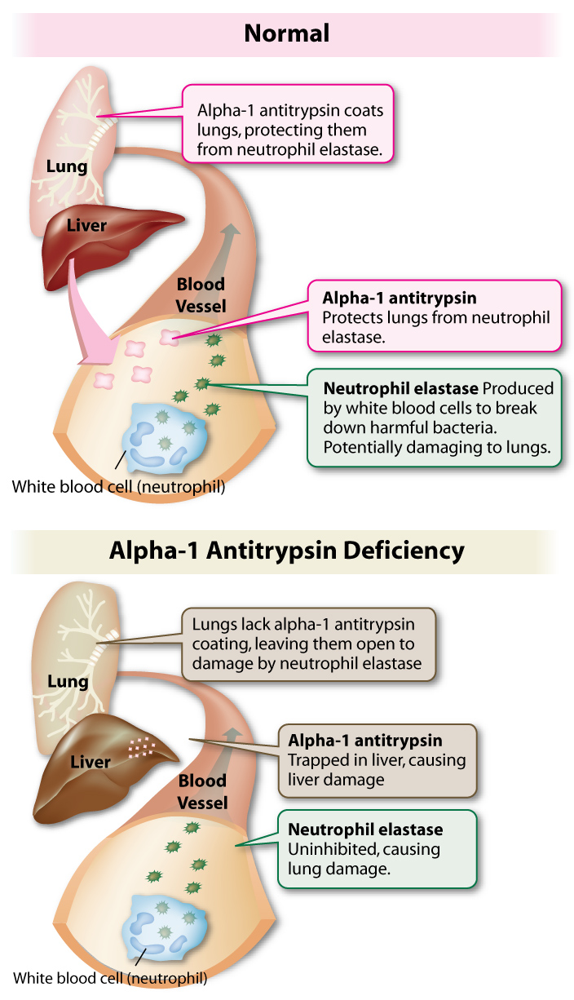 Normal
Alpha-1 antitrypsin coats
lungs, protecting them
from neutrophil elastase.
Lung
Liver
Blood
Vessel
Alpha-1 antitrypsin
Protects lungs from neutrophil
elastase.
Neutrophil elastase Produced
by white blood cells to break
down harmful bacteria.
Potentially damaging to lungs.
White blood cell (neutrophil)
Alpha-1 Antitrypsin Deficiency
Lungs lack alpha-1 antitrypsin
coating, leaving them open to
damage by neutrophil elastase
Lung
Alpha-1 antitrypsin
Trapped in liver, causing
liver damage
Liver
Blood
Vessel
Neutrophil elastase
Uninhibited, causing
lung damage.
White blood cell (neutrophil)